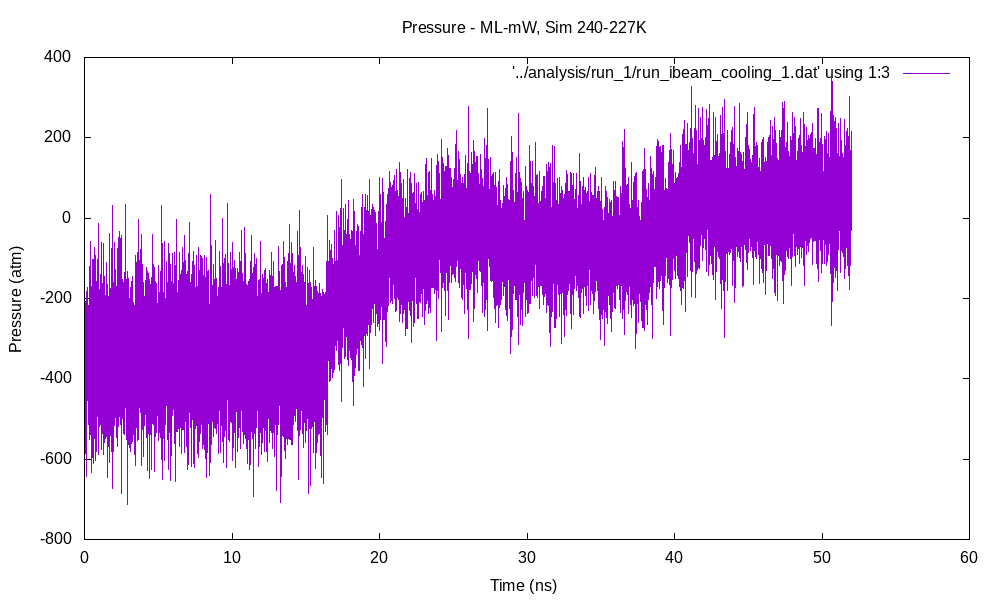 Pressure - ML-mW, Sim 240-227K
'../analysis/run_1/run_ibeam_cooling_1.dat' using 1:3
Pressure (atm)
400
200
0
-200
-400
-600
-800
0 10 20 30 40 50 60
Time (ns)